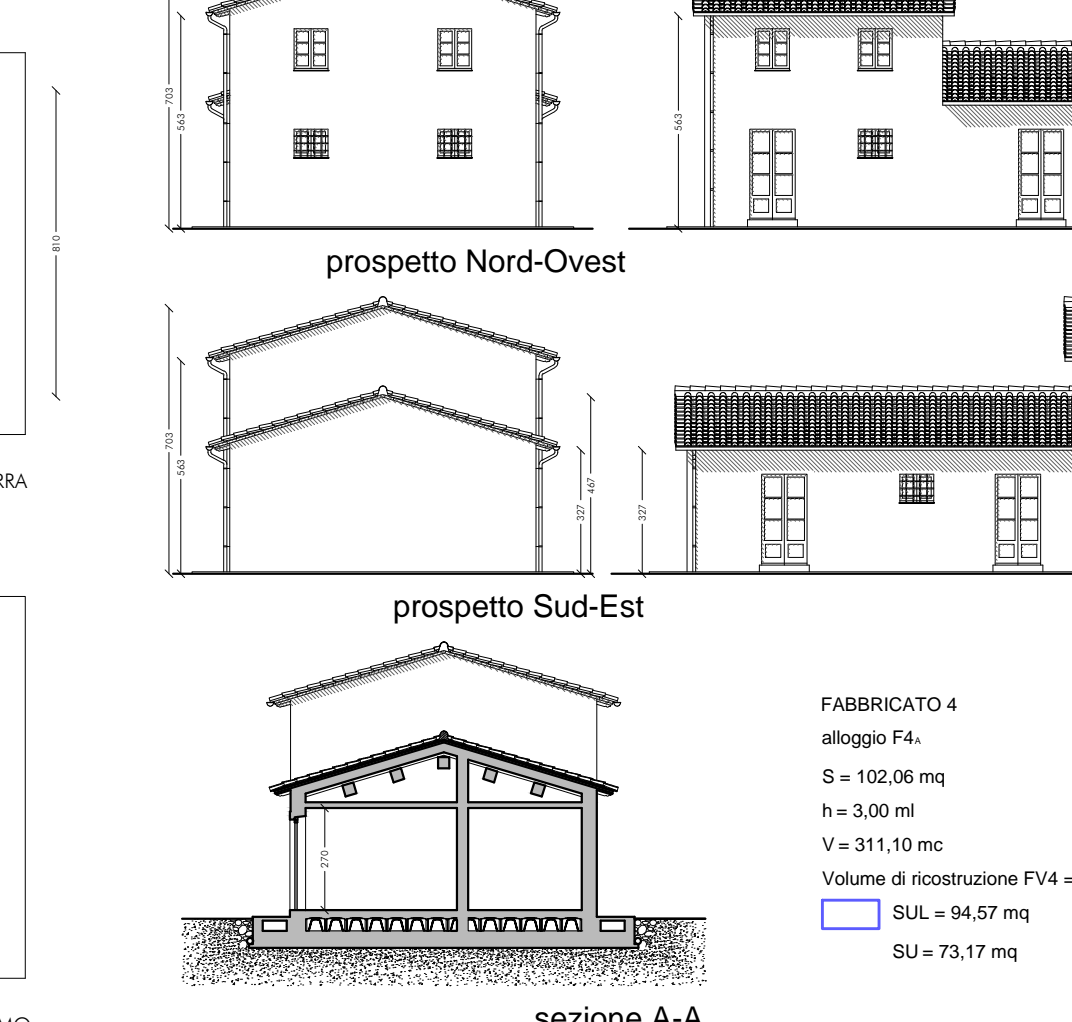 703
563
563
810
prospetto Nord-Ovest
703
563
327
467
327
RRA
prospetto Sud-Est
270
FABBRICATO 4
alloggio F4A
S = 102,06 mq
h = 3,00 ml
V = 311,10 mc
Volume di ricostruzione FV4 =
SUL = 94,57 mq
SU = 73,17 mq
sezione A-A